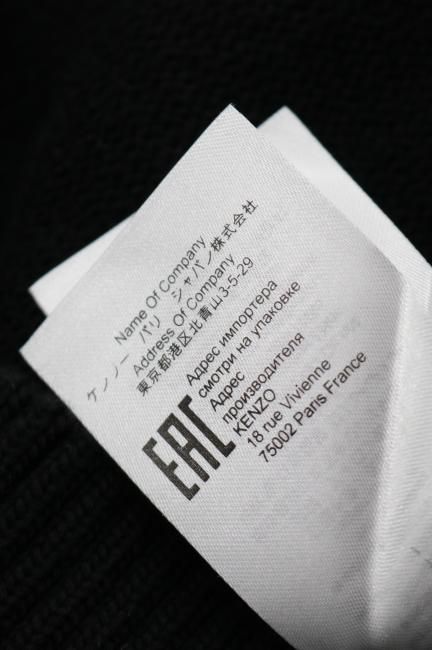 Name Of Company
ケンゾー パリ ジャパン株式会社
Address Of Company
東京都港区北青山3-5-29
EAC
Адрес импортера
смотри на упаковке
Адрес
производителя
KENZO
18 rue Vivienne
75002 Paris France